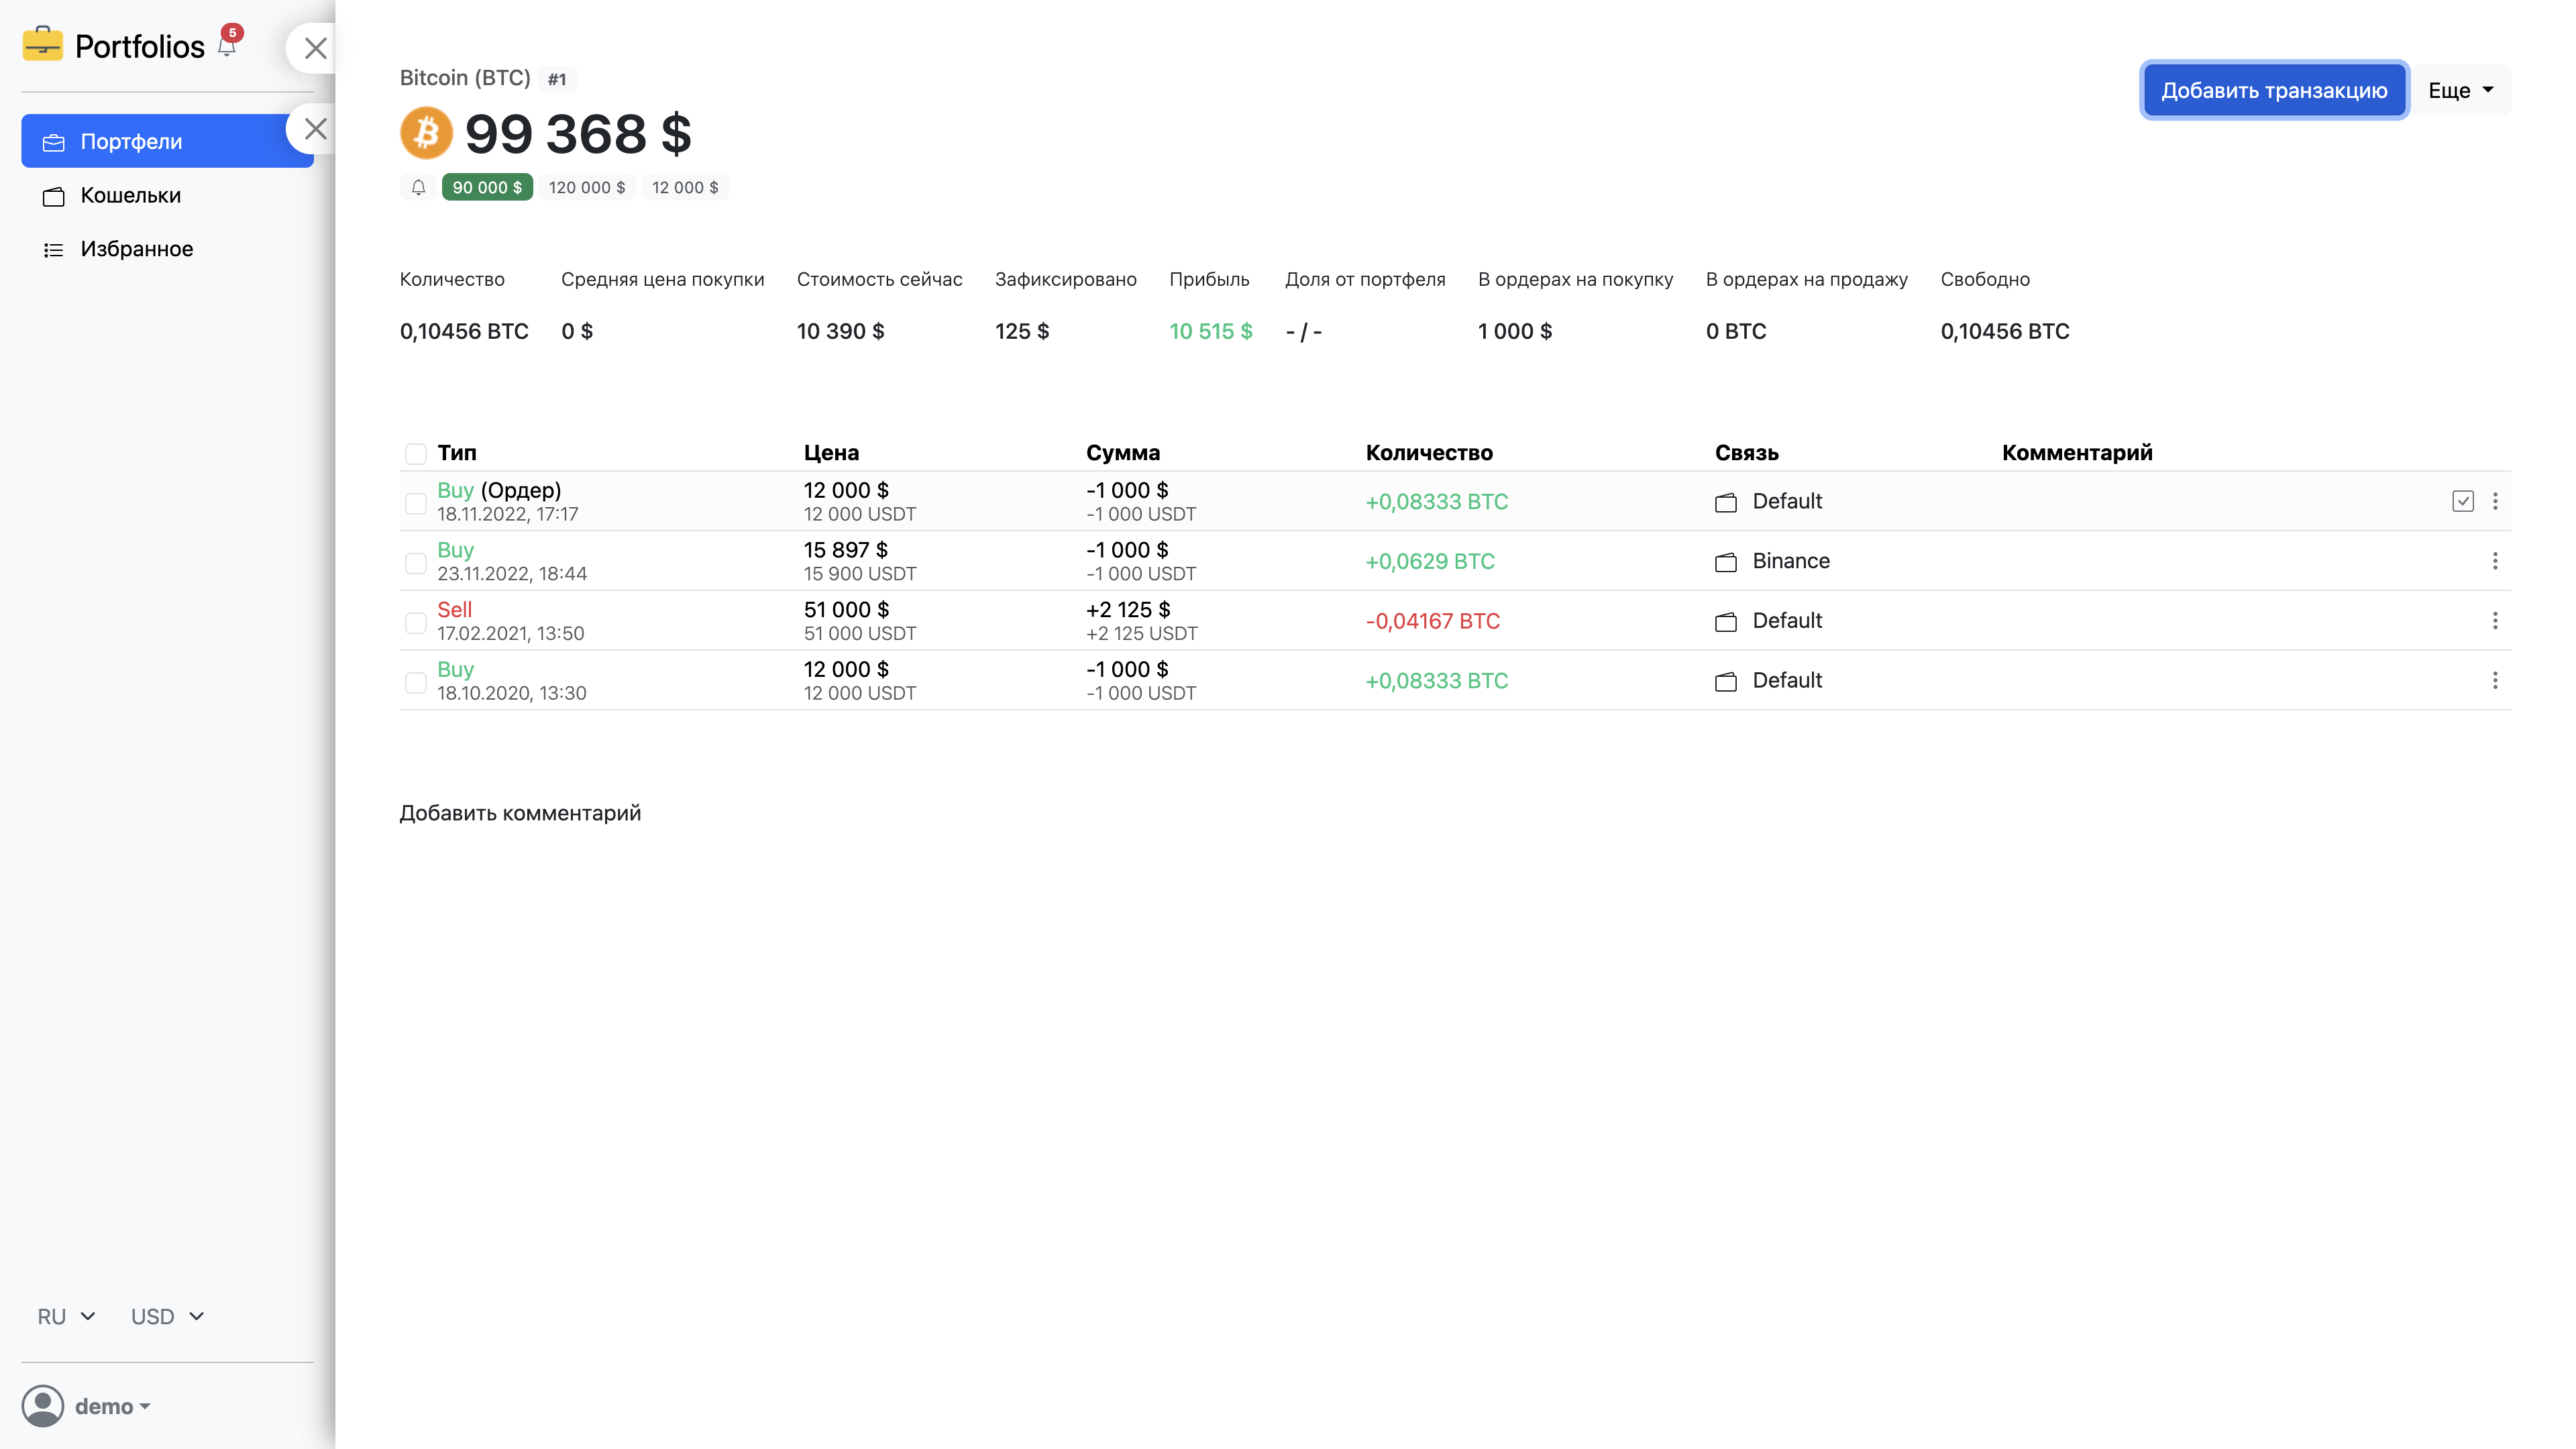 Portfolios
5
Портфели
Кошельки
Избранное
Bitcoin (BTC) #1
99 368 $
90 000 $ 120 000 $ 12 000 $
Добавить транзакцию Еще
Количество Средняя цена покупки Стоимость сейчас Зафиксировано Прибыль Доля от портфеля В ордерах на покупку В ордерах на продажу Свободно
0,10456 BTC 0 $ 10 390 $ 125 $ 10 515 $ - / - 1 000 $ 0 BTC 0,10456 BTC
Тип Цена Сумма Количество Связь Комментарий
Buy (Ордер) 12 000 $ -1 000 $ +0,08333 BTC Default
18.11.2022, 17:17 12 000 USDT -1 000 USDT
Buy 15 897 $ -1 000 $ +0,0629 BTC Binance
23.11.2022, 18:44 15 900 USDT -1 000 USDT
Sell 51 000 $ +2 125 $ -0,04167 BTC Default
17.02.2021, 13:50 51 000 USDT +2 125 USDT
Buy 12 000 $ -1 000 $ +0,08333 BTC Default
18.10.2020, 13:30 12 000 USDT -1 000 USDT
Добавить комментарий
RU USD
demo